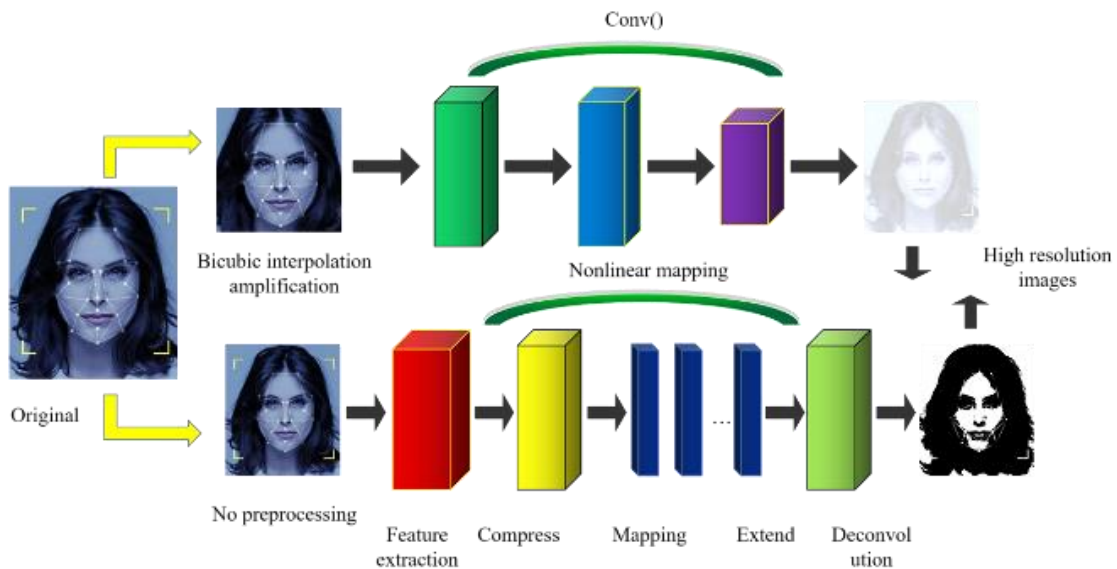 Conv()
Bicubic interpolation
amplification
Nonlinear mapping
High resolution
images
Original
...
No preprocessing
Feature
extraction
Compress
Mapping
Extend
Deconvol
ution